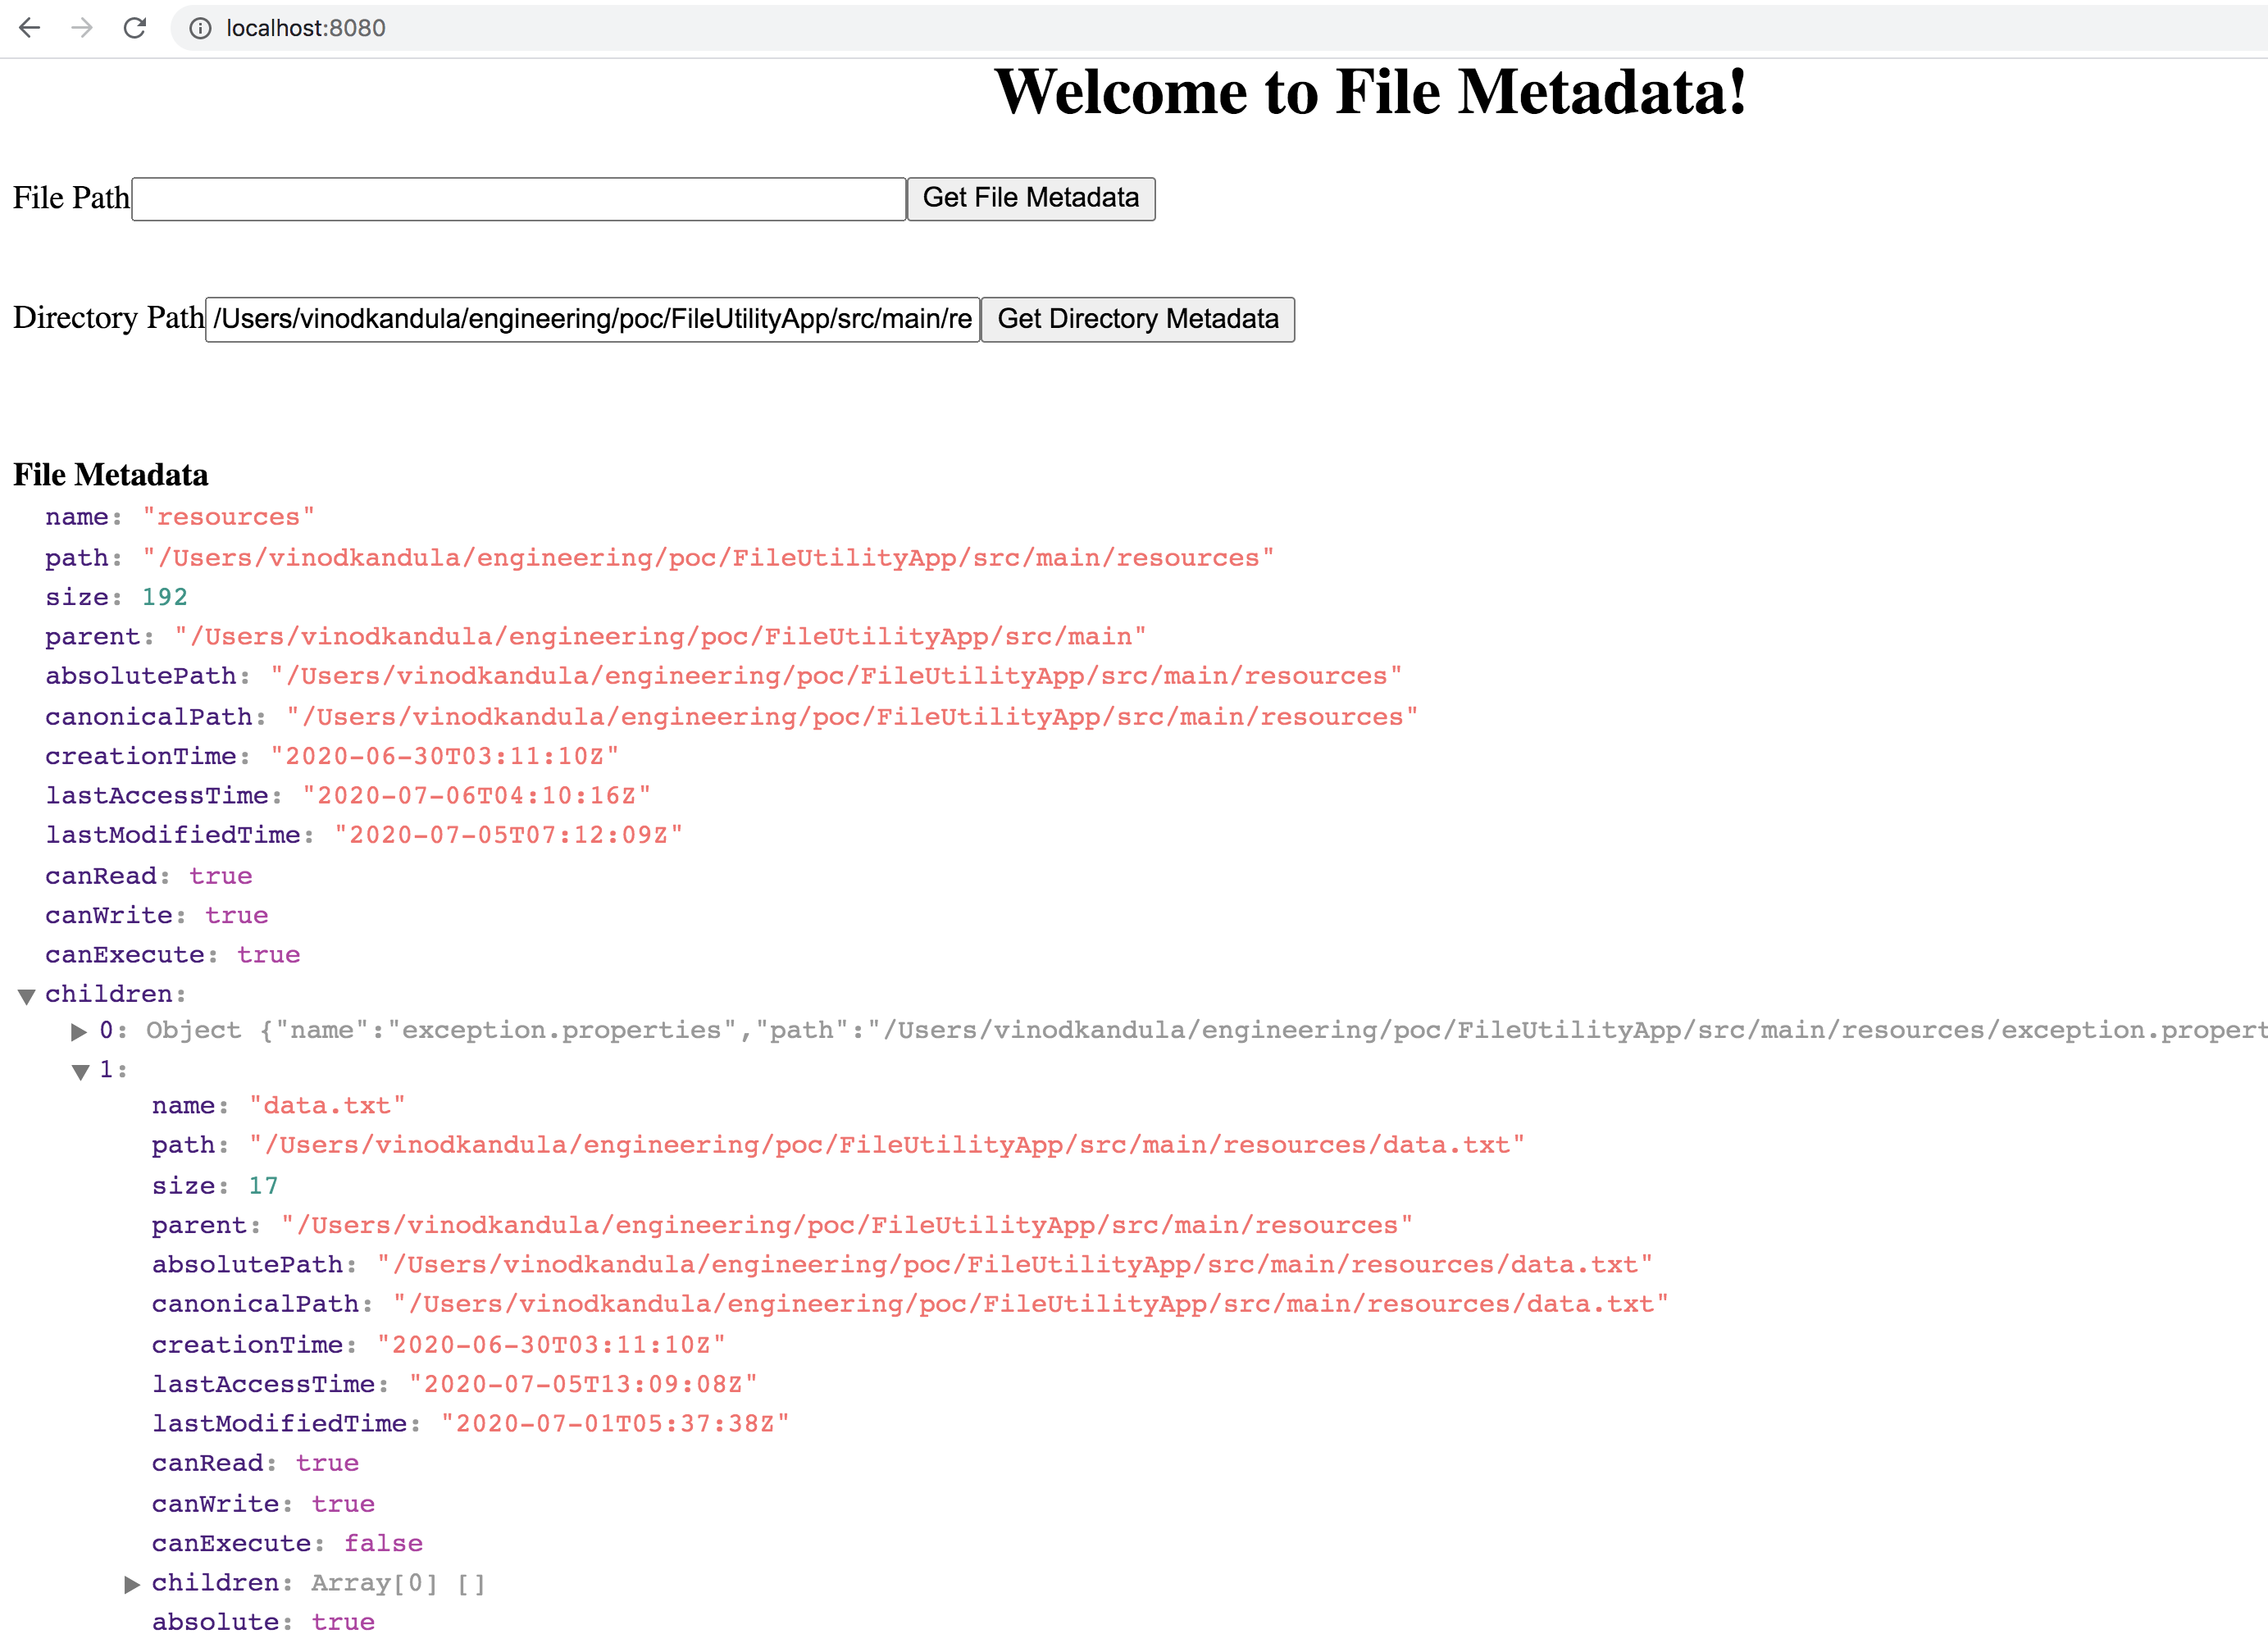 localhost:8080
Welcome to File Metadata!
File Path Get File Metadata
Directory Path /Users/vinodkandula/engineering/poc/FileUtilityApp/src/main/re Get Directory Metadata
File Metadata
name: "resources"
path: "/Users/vinodkandula/engineering/poc/FileUtilityApp/src/main/resources"
size: 192
parent: "/Users/vinodkandula/engineering/poc/FileUtilityApp/src/main"
absolutePath: "/Users/vinodkandula/engineering/poc/FileUtilityApp/src/main/resources"
canonicalPath: "/Users/vinodkandula/engineering/poc/FileUtilityApp/src/main/resources"
creationTime: "2020-06-30T03:11:10Z"
lastAccessTime: "2020-07-06T04:10:16Z"
lastModifiedTime: "2020-07-05T07:12:09Z"
canRead: true
canWrite: true
canExecute: true
children:
0: Object {"name":"exception.properties","path":"/Users/vinodkandula/engineering/poc/FileUtilityApp/src/main/resources/exception.propert
1:
name: "data.txt"
path: "/Users/vinodkandula/engineering/poc/FileUtilityApp/src/main/resources/data.txt"
size: 17
parent: "/Users/vinodkandula/engineering/poc/FileUtilityApp/src/main/resources"
absolutePath: "/Users/vinodkandula/engineering/poc/FileUtilityApp/src/main/resources/data.txt"
canonicalPath: "/Users/vinodkandula/engineering/poc/FileUtilityApp/src/main/resources/data.txt"
creationTime: "2020-06-30T03:11:10Z"
lastAccessTime: "2020-07-05T13:09:08Z"
lastModifiedTime: "2020-07-01T05:37:38Z"
canRead: true
canWrite: true
canExecute: false
children: Array[0] []
absolute: true